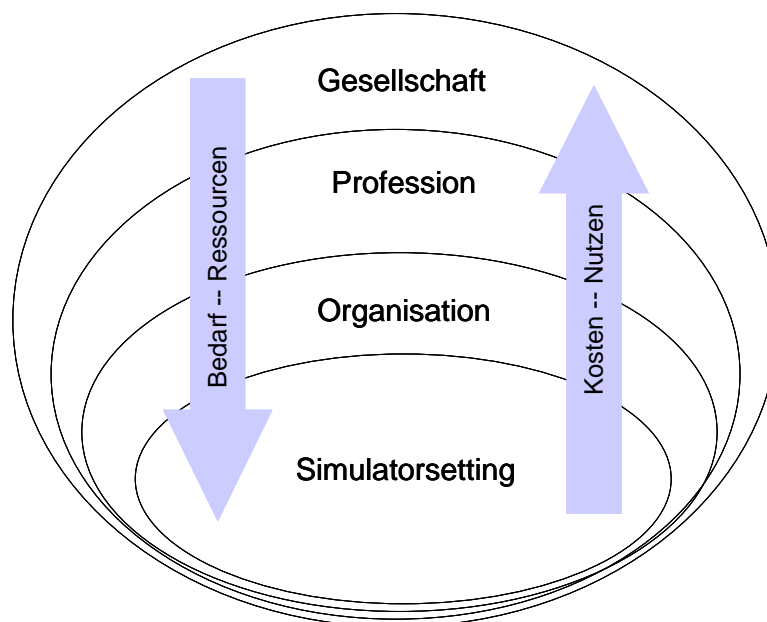 Gesellschaft
Profession
Organisation
Simulatorsetting
Bedarf -- Ressourcen
Kosten -- Nutzen